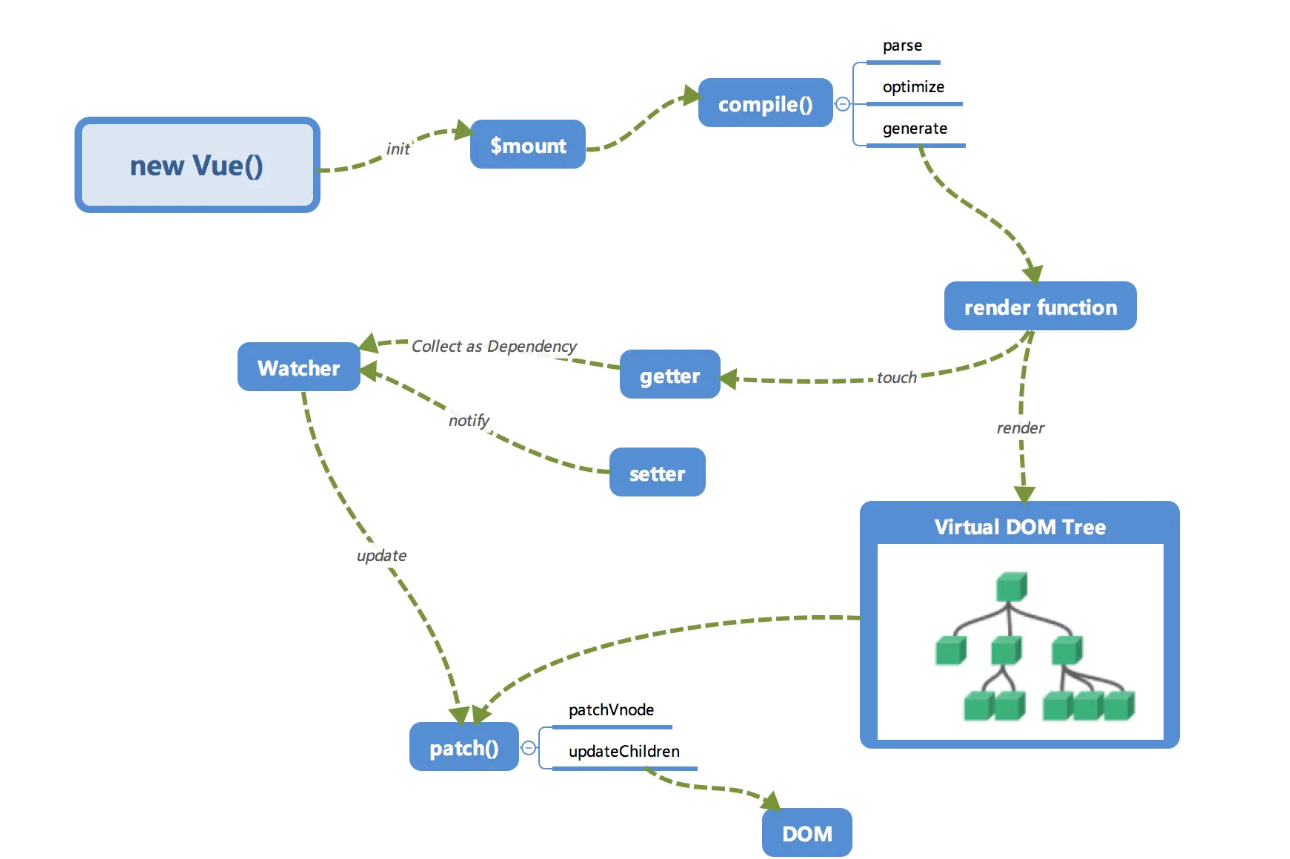 parse
optimize
compile()
generate
$mount
init
new Vue()
render function
Collect as Dependency
Watcher
getter
touch
notify
render
setter
Virtual DOM Tree
update
patchVnode
patch()
updateChildren
DOM